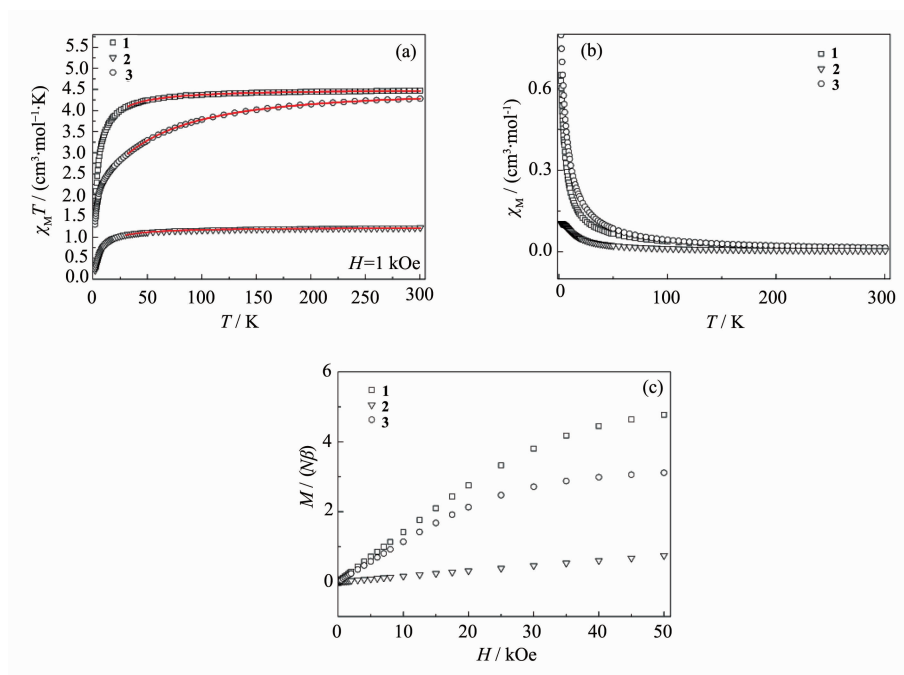 (a)
1
2
3
5.5
5.0
4.5
4.0
3.5
3.0
2.5
2.0
1.5
1.0
0.5
0.0
χ_M T / (cm³·mol⁻¹·K)
H=1 kOe
0 50 100 150 200 250 300
T / K
(b)
1
2
3
0.6
0.3
0.0
χ_M / (cm³·mol⁻¹)
0 100 200 300
T / K
(c)
1
2
3
6
4
2
0
M / (Nβ)
0 10 20 30 40 50
H / kOe